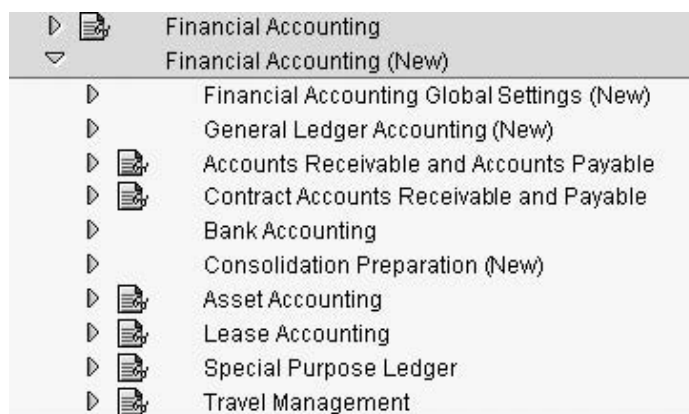 Financial Accounting
Financial Accounting (New)
Financial Accounting Global Settings (New)
General Ledger Accounting (New)
Accounts Receivable and Accounts Payable
Contract Accounts Receivable and Payable
Bank Accounting
Consolidation Preparation (New)
Asset Accounting
Lease Accounting
Special Purpose Ledger
Travel Management